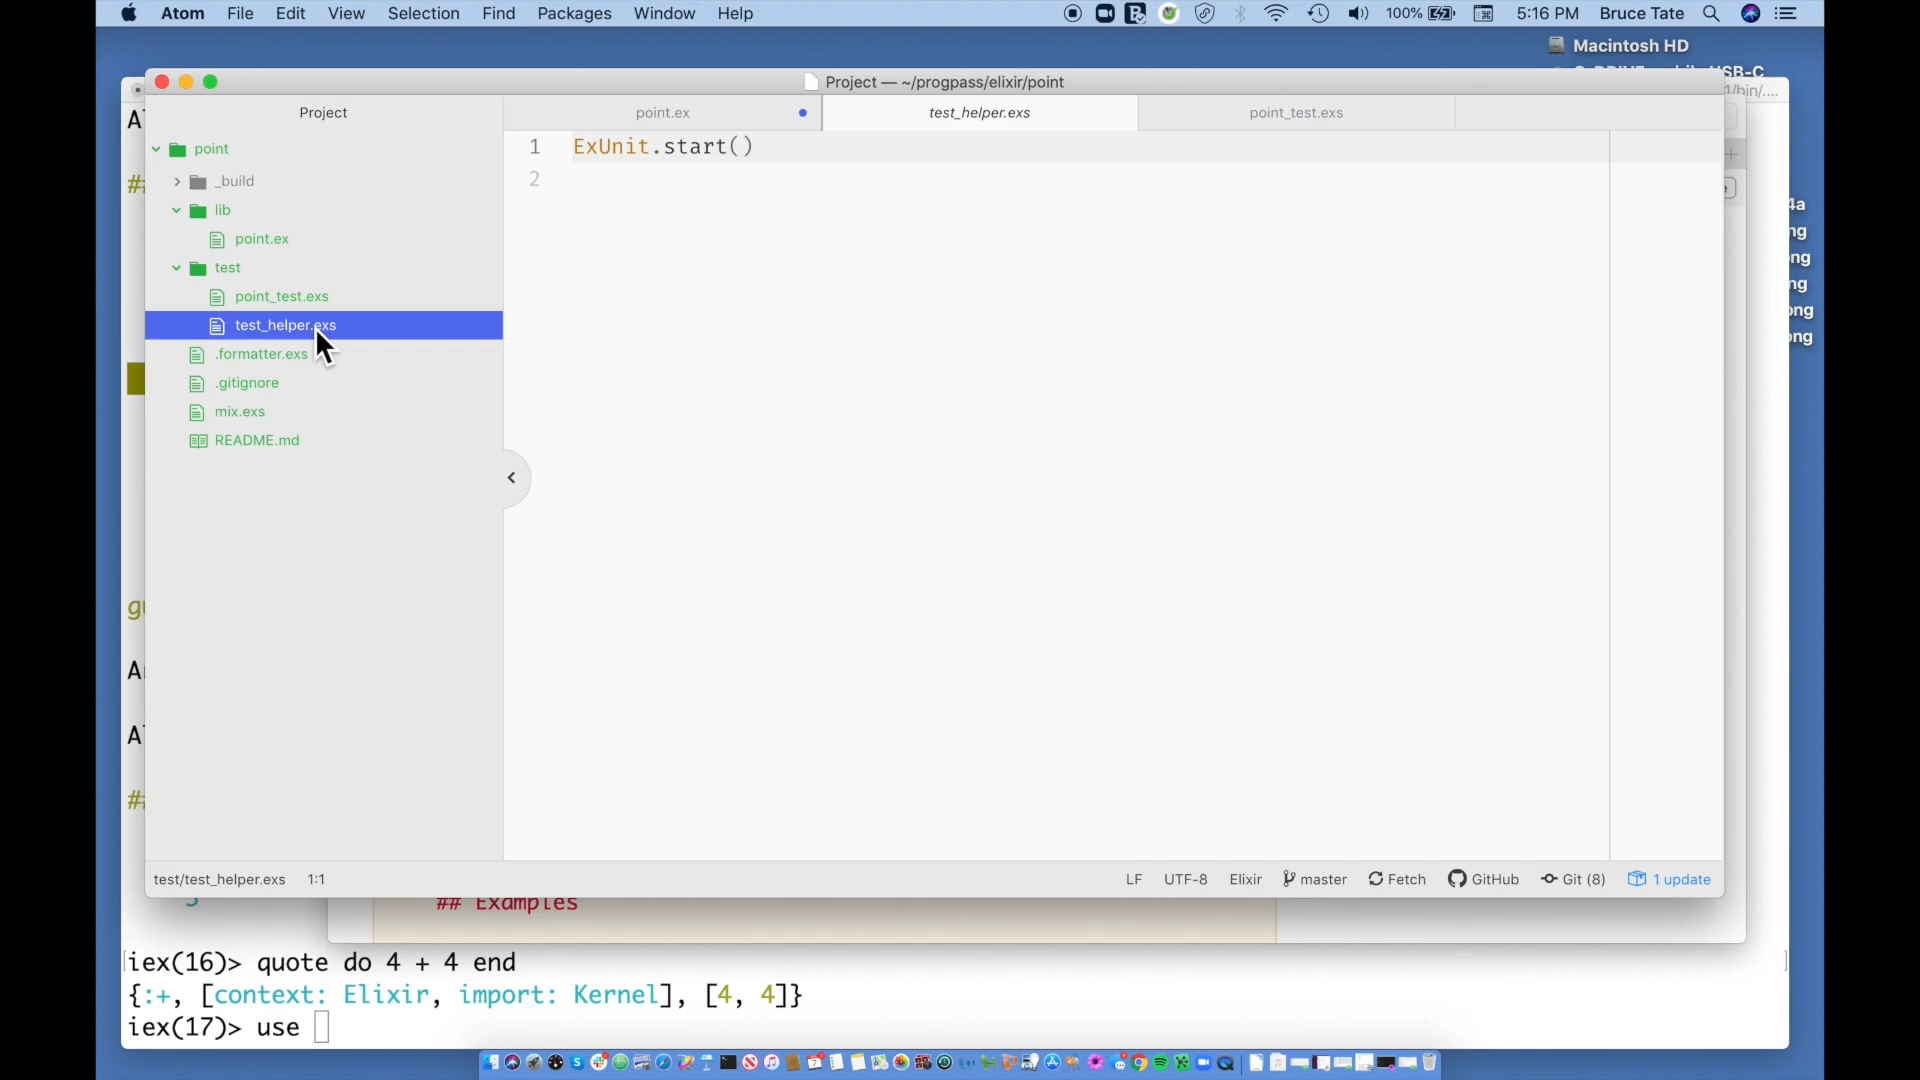 Atom File Edit View Selection Find Packages Window Help 100% 5:16 PM Bruce Tate
Macintosh HD
Project — ~/progpass/elixir/point
Project
point.ex
test_helper.exs
point_test.exs
point
_build
lib
point.ex
test
point_test.exs
test_helper.exs
.formatter.exs
.gitignore
mix.exs
README.md
1 ExUnit.start()
2
test/test_helper.exs 1:1 LF UTF-8 Elixir master Fetch GitHub Git (8) 1 update
## Examples
iex(16)> quote do 4 + 4 end
{:+, [context: Elixir, import: Kernel], [4, 4]}
iex(17)> use